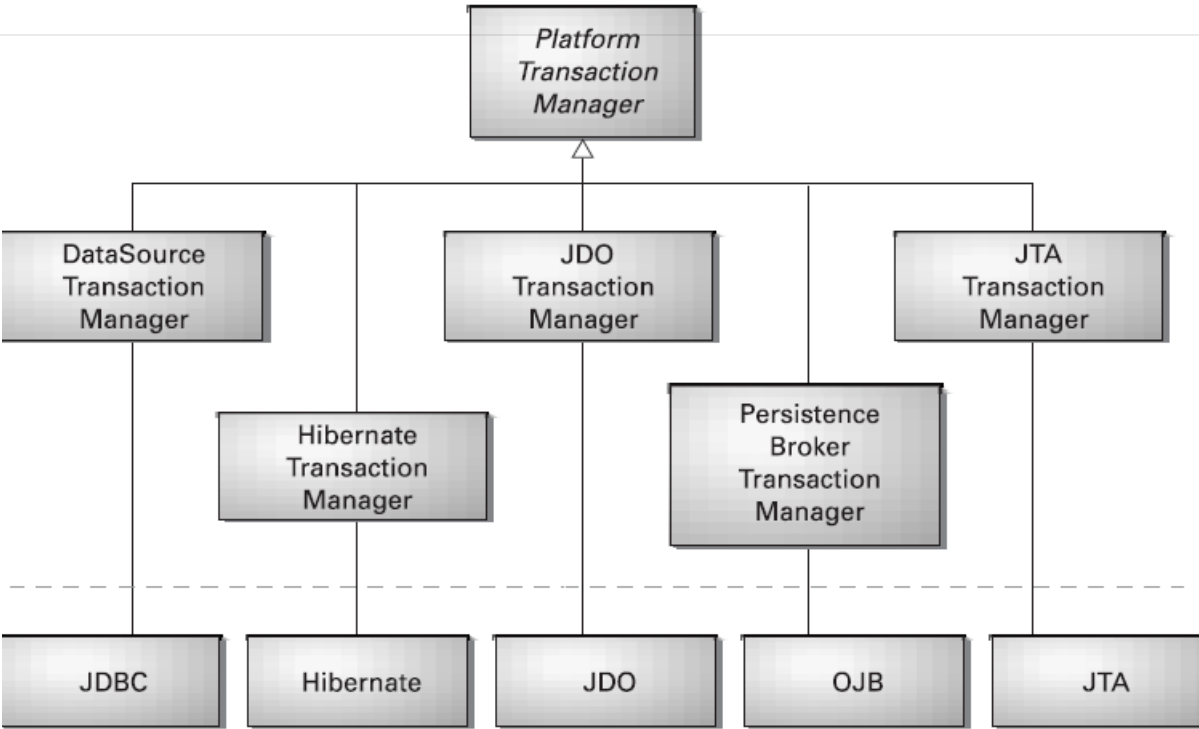 Platform
Transaction
Manager
DataSource
Transaction
Manager
JDO
Transaction
Manager
JTA
Transaction
Manager
Hibernate
Transaction
Manager
Persistence
Broker
Transaction
Manager
JDBC
Hibernate
JDO
OJB
JTA